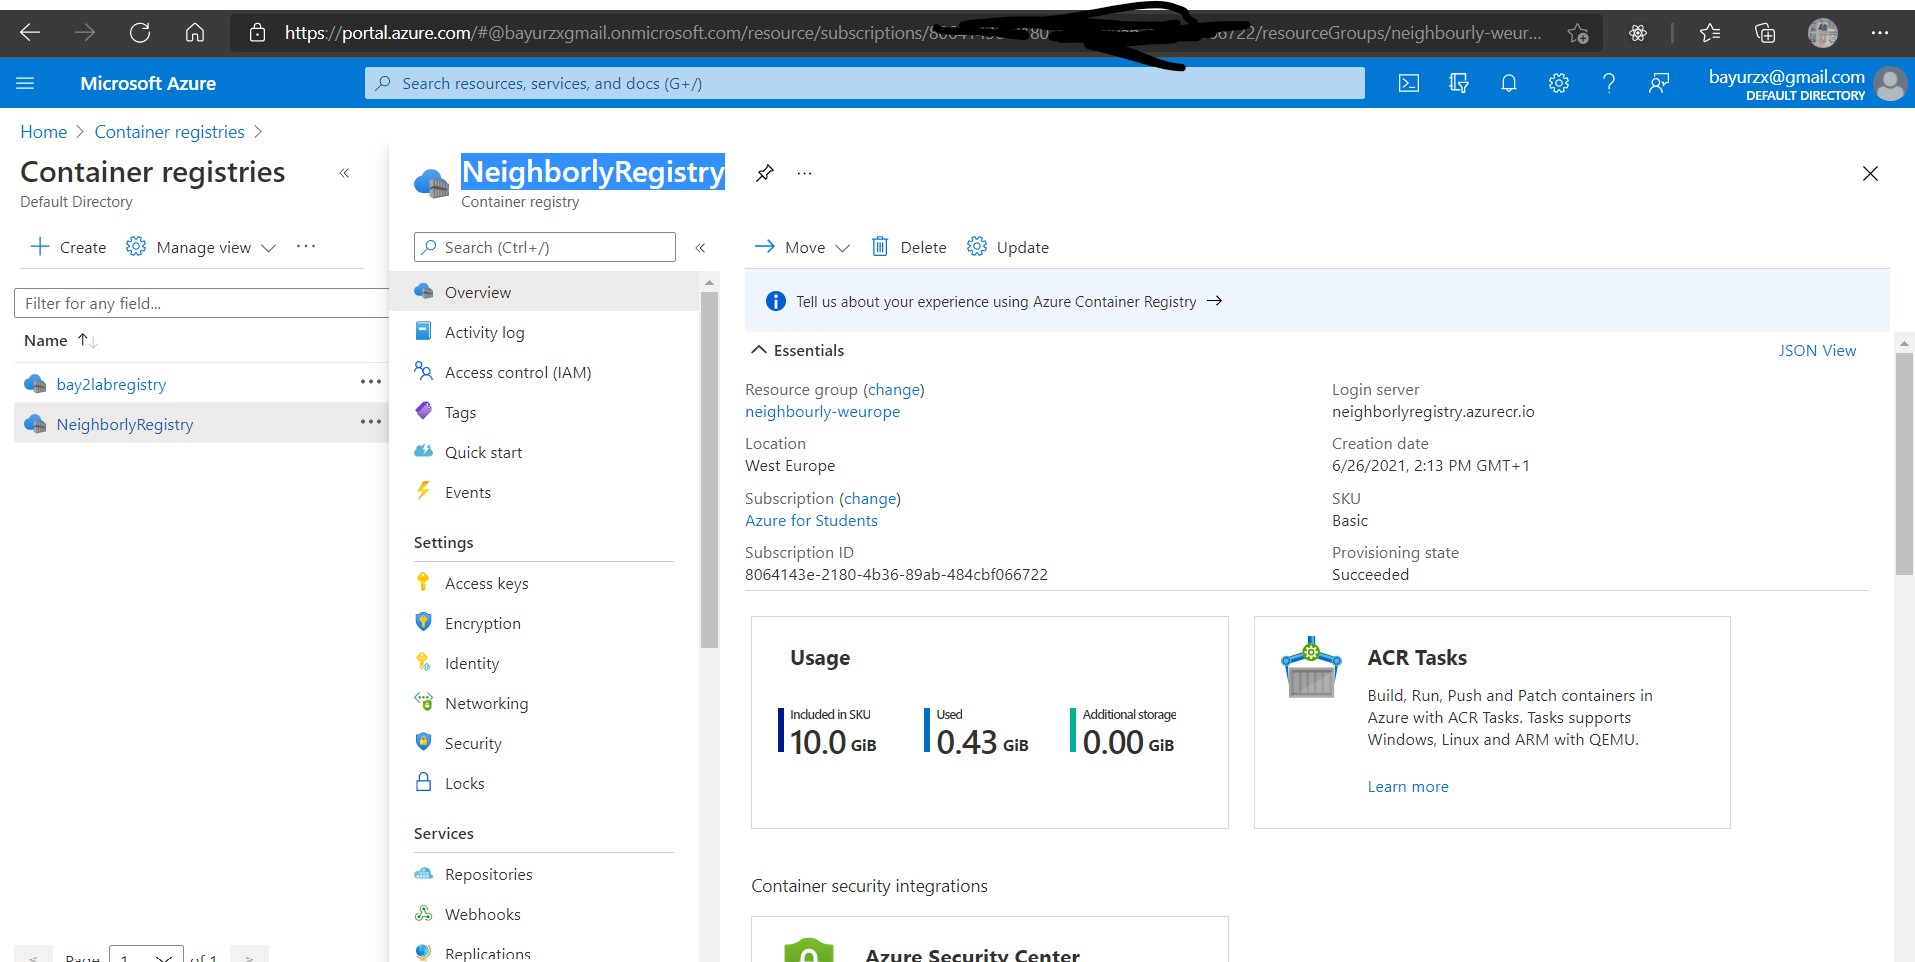 https://portal.azure.com/#@bayurzxgmail.onmicrosoft.com/resource/subscriptions/ 06722/resourceGroups/neighbourly-weur...
Microsoft Azure
Search resources, services, and docs (G+/)
bayurzx@gmail.com
DEFAULT DIRECTORY
Home > Container registries >
Container registries
«
Default Directory
Create
Manage view
...
Filter for any field...
Name ↑↓
bay2labregistry
...
NeighborlyRegistry
...
Page 1 of 1
NeighborlyRegistry
...
Container registry
Search (Ctrl+/)
«
Overview
Activity log
Access control (IAM)
Tags
Quick start
Events
Settings
Access keys
Encryption
Identity
Networking
Security
Locks
Services
Repositories
Webhooks
Replications
Move
Delete
Update
Tell us about your experience using Azure Container Registry →
Essentials
JSON View
Resource group (change)
neighbourly-weurope
Location
West Europe
Subscription (change)
Azure for Students
Subscription ID
8064143e-2180-4b36-89ab-484cbf066722
Login server
neighborlyregistry.azurecr.io
Creation date
6/26/2021, 2:13 PM GMT+1
SKU
Basic
Provisioning state
Succeeded
Usage
Included in SKU
10.0 GiB
Used
0.43 GiB
Additional storage
0.00 GiB
ACR Tasks
Build, Run, Push and Patch containers in
Azure with ACR Tasks. Tasks supports
Windows, Linux and ARM with QEMU.
Learn more
Container security integrations
Azure Security Center